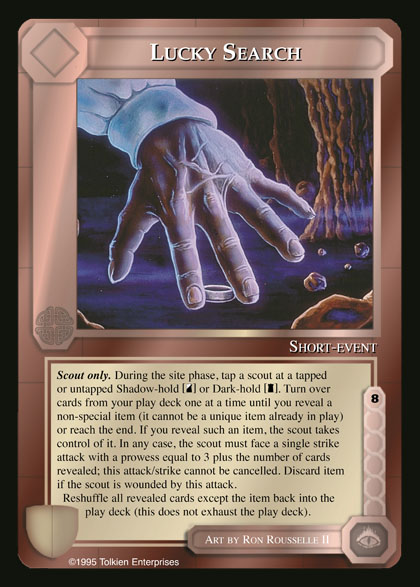 LUCKY SEARCH
SHORT-EVENT
Scout only. During the site phase, tap a scout at a tapped
or untapped Shadow-hold [] or Dark-hold []. Turn over
cards from your play deck one at a time until you reveal a
non-special item (it cannot be a unique item already in play)
or reach the end. If you reveal such an item, the scout takes
control of it. In any case, the scout must face a single strike
attack with a prowess equal to 3 plus the number of cards
revealed; this attack/strike cannot be cancelled. Discard item
if the scout is wounded by this attack.
Reshuffle all revealed cards except the item back into the
play deck (this does not exhaust the play deck).
8
ART BY RON ROUSSELLE II
©1995 Tolkien Enterprises